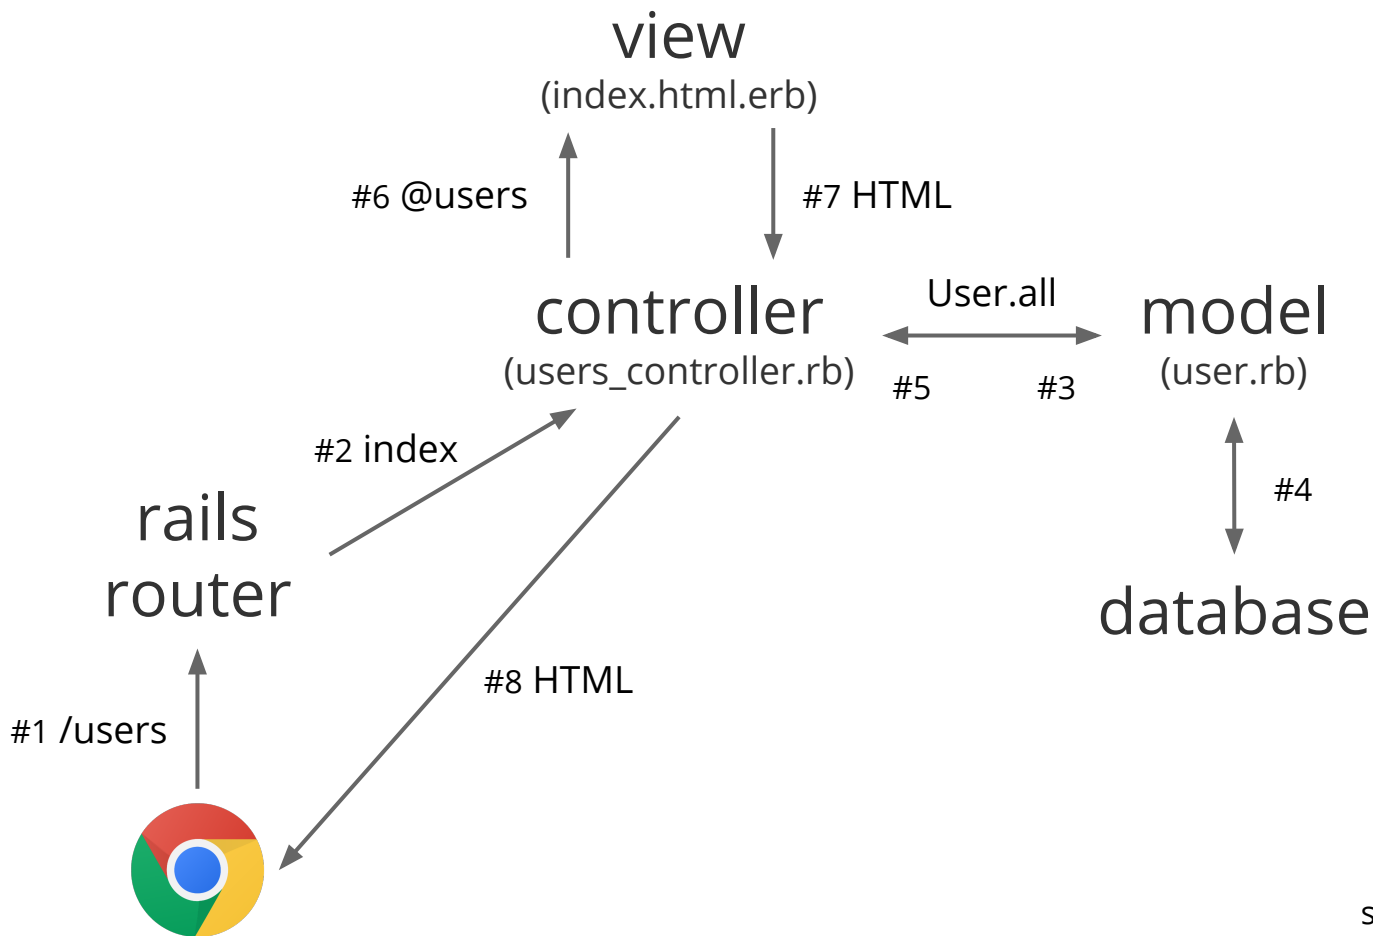 view
(index.html.erb)
#6 @users
#7 HTML
User.all
controller
(users_controller.rb)
model
(user.rb)
#5
#3
#2 index
#4
rails
router
database
#8 HTML
#1 /users
s